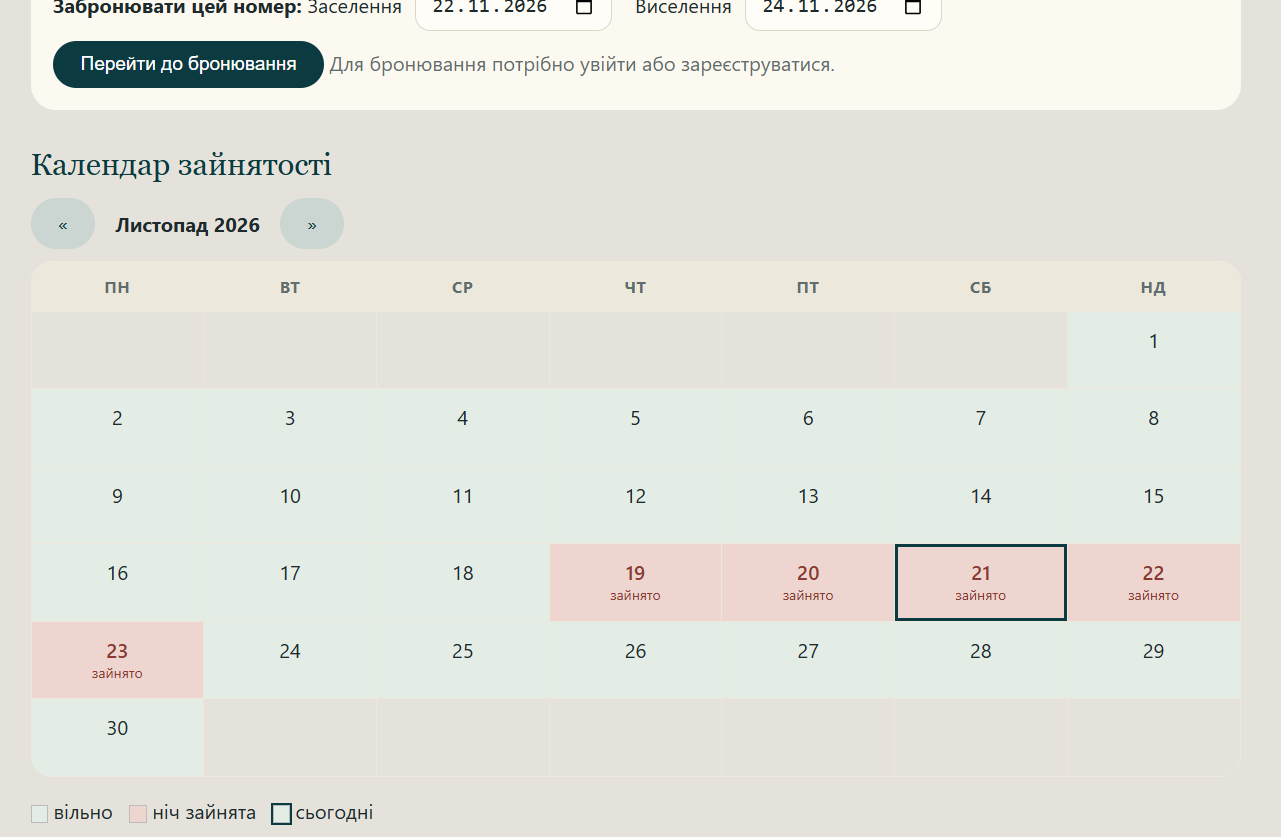 Забронювати цей номер: Заселення 22.11.2026 Виселення 24.11.2026
Перейти до бронювання Для бронювання потрібно увійти або зареєструватися.
Календар зайнятості
« Листопад 2026 »
ПН ВТ СР ЧТ ПТ СБ НД
1
2 3 4 5 6 7 8
9 10 11 12 13 14 15
16 17 18 19 20 21 22
зайнято зайнято зайнято зайнято
23 24 25 26 27 28 29
зайнято
30
вільно ніч зайнята сьогодні